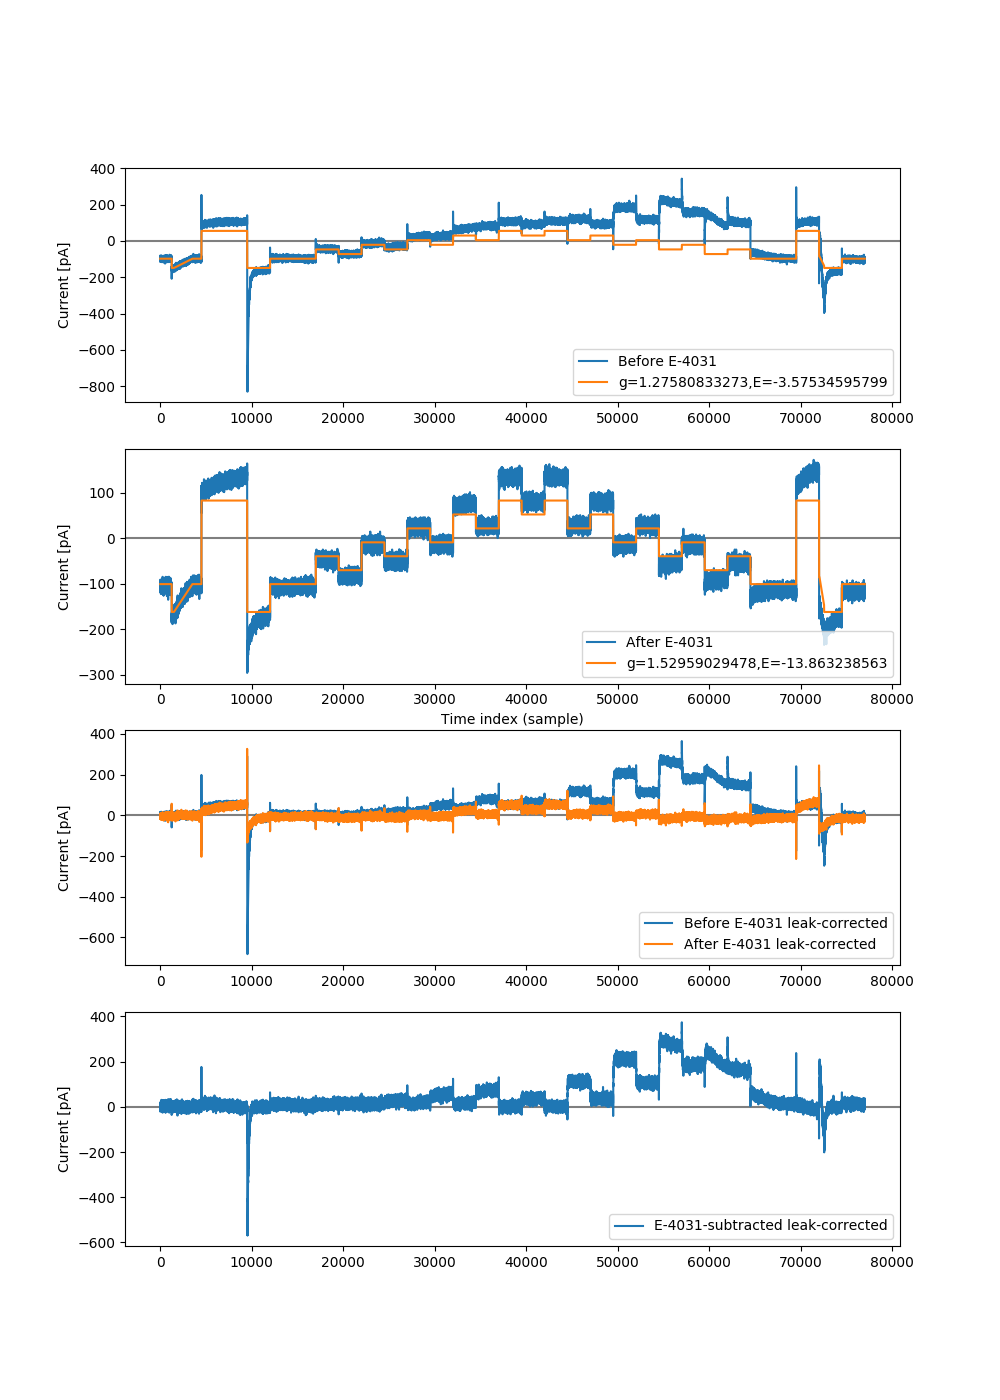 400
200
0
−200
−400
−600
−800
Current [pA]
Before E-4031
g=1.27580833273,E=-3.57534595799
0 10000 20000 30000 40000 50000 60000 70000 80000
100
0
−100
−200
−300
Current [pA]
After E-4031
g=1.52959029478,E=-13.863238563
0 10000 20000 30000 40000 50000 60000 70000 80000
Time index (sample)
400
200
0
−200
−400
−600
Current [pA]
Before E-4031 leak-corrected
After E-4031 leak-corrected
0 10000 20000 30000 40000 50000 60000 70000 80000
400
200
0
−200
−400
−600
Current [pA]
E-4031-subtracted leak-corrected
0 10000 20000 30000 40000 50000 60000 70000 80000